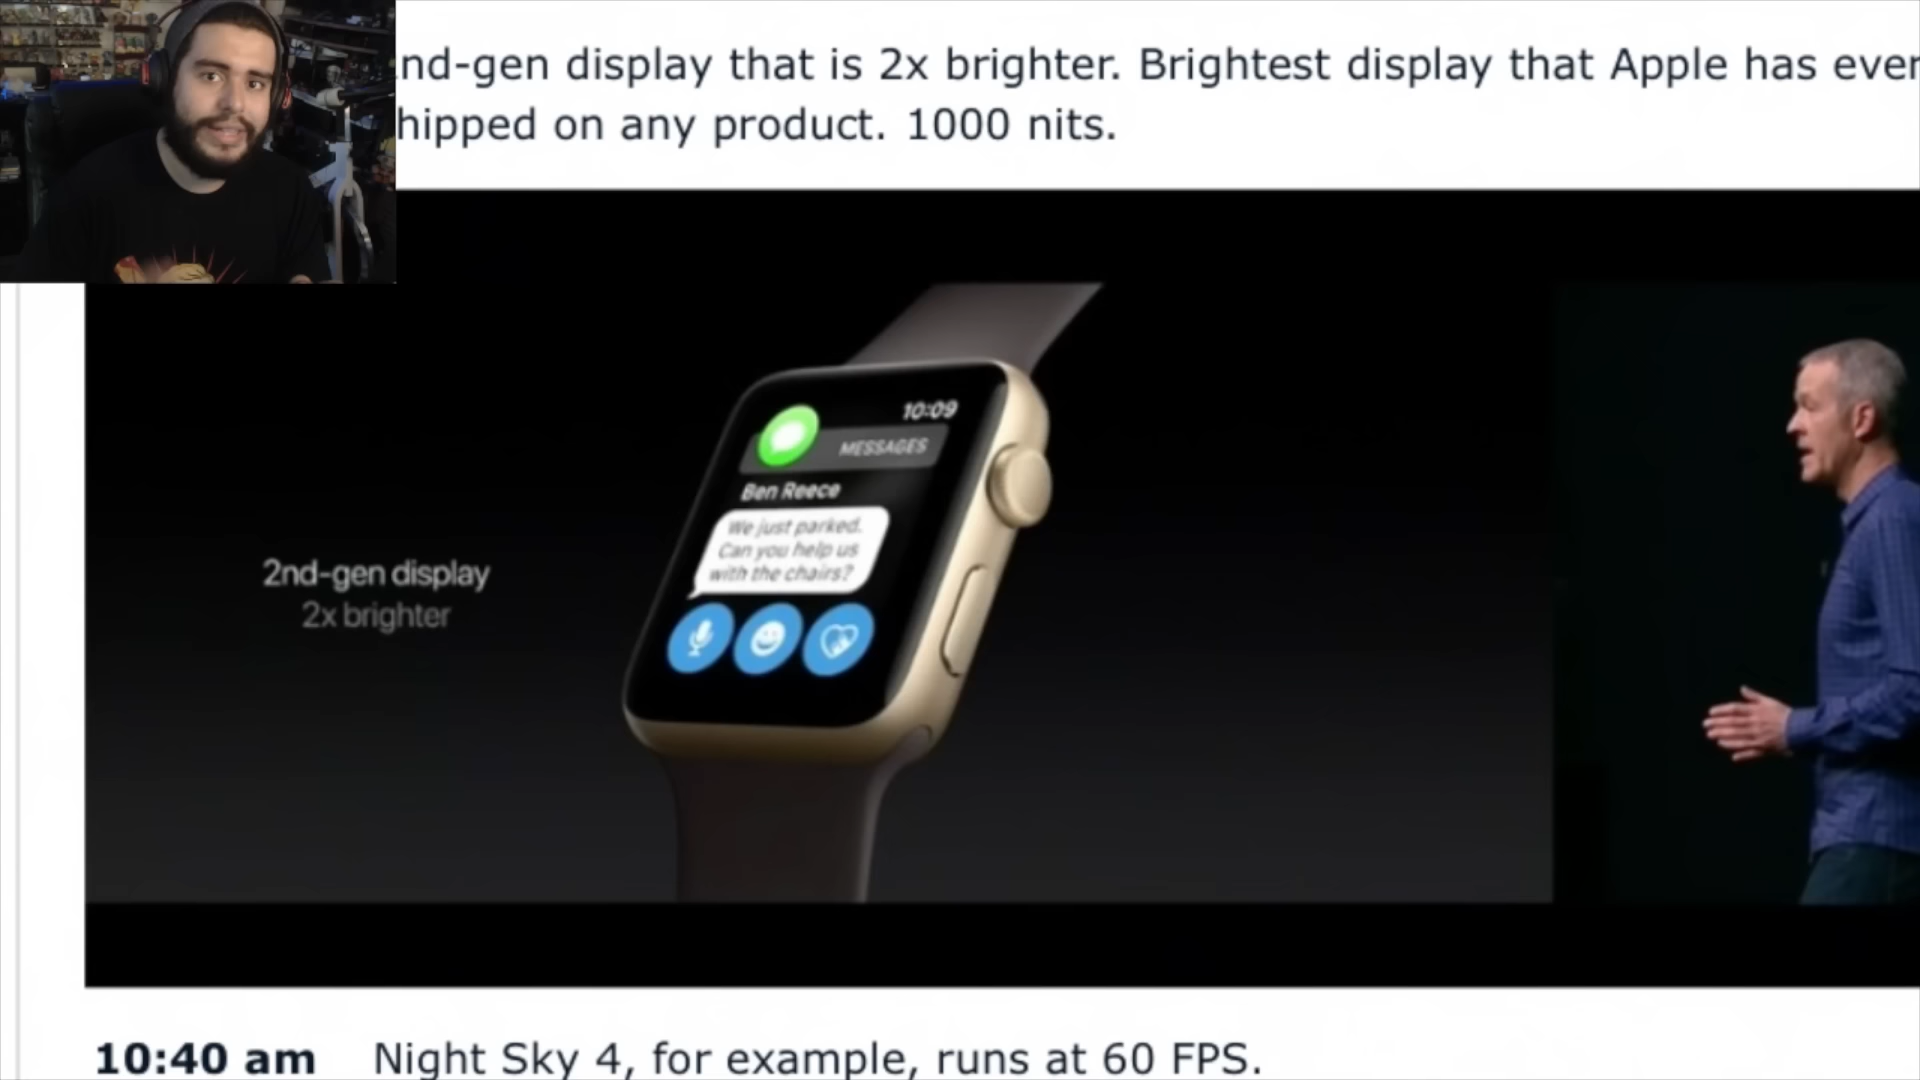 nd-gen display that is 2x brighter. Brightest display that Apple has ever
hipped on any product. 1000 nits.
10:09
MESSAGES
Ben Reece
We just parked.
Can you help us
with the chairs?
2nd-gen display
2x brighter
10:40 am Night Sky 4, for example, runs at 60 FPS.